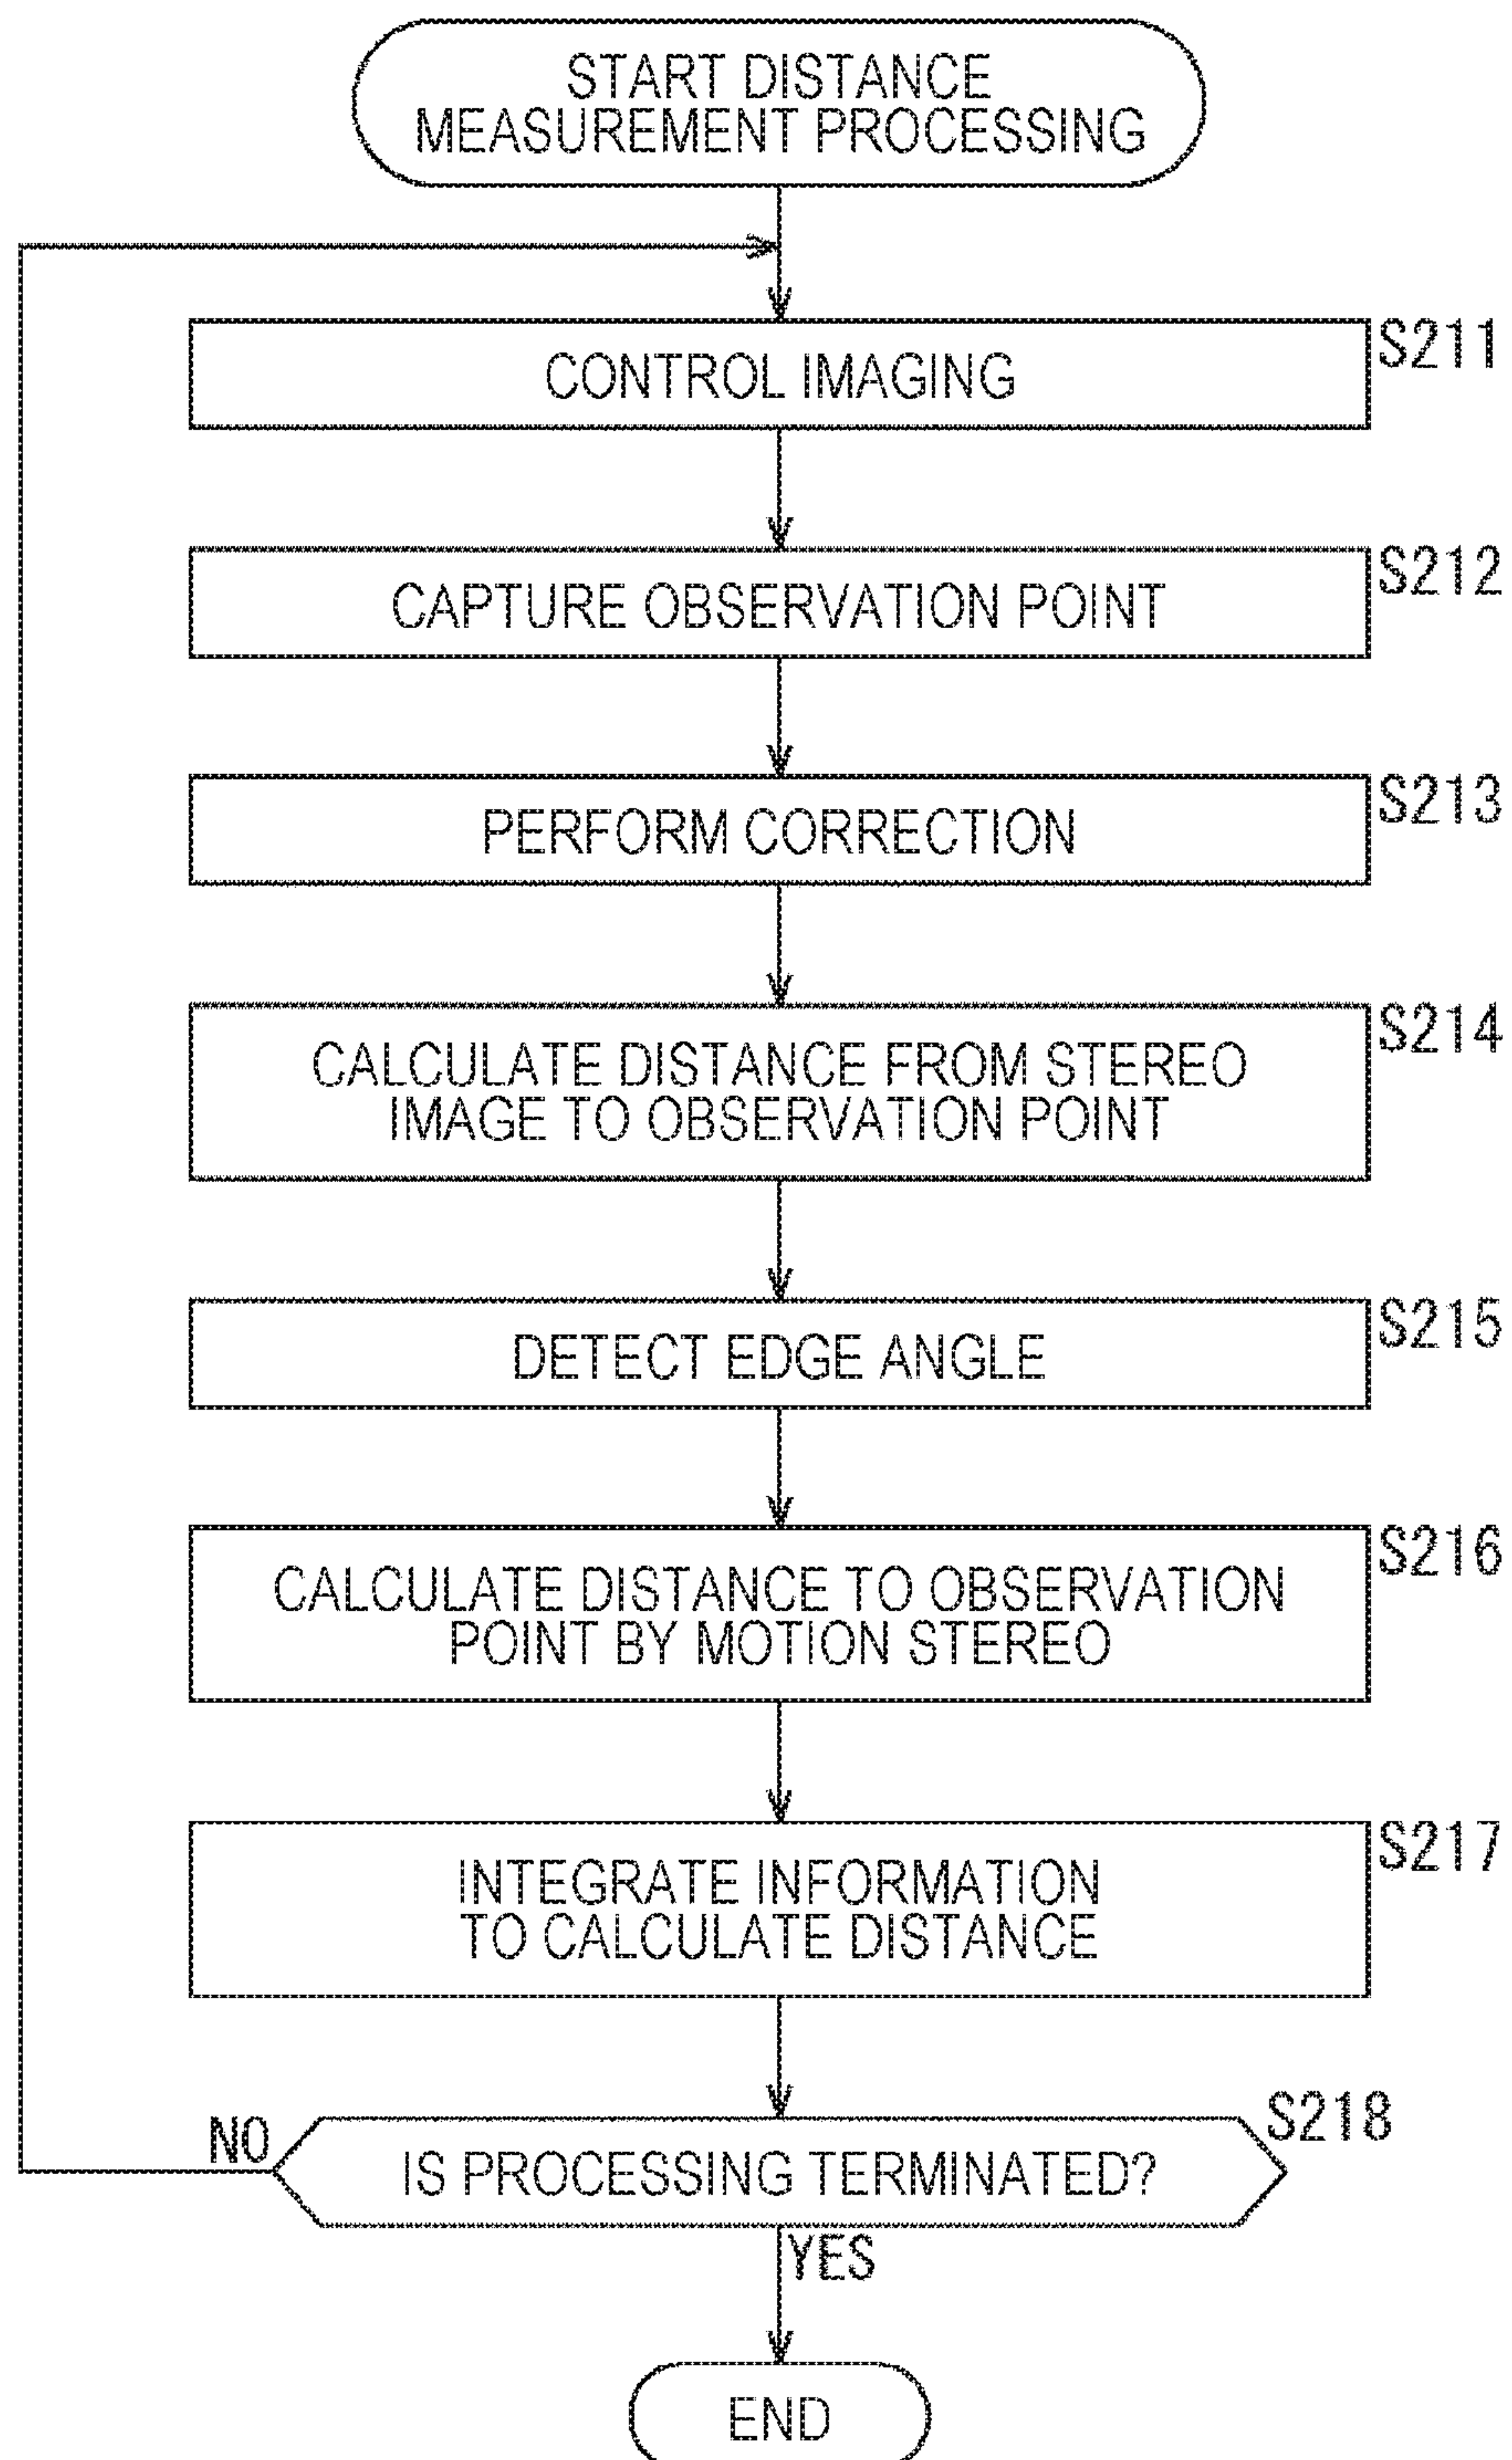 START DISTANCE
MEASUREMENT PROCESSING
CONTROL IMAGING
S211
CAPTURE OBSERVATION POINT
S212
PERFORM CORRECTION
S213
CALCULATE DISTANCE FROM STEREO
IMAGE TO OBSERVATION POINT
S214
DETECT EDGE ANGLE
S215
CALCULATE DISTANCE TO OBSERVATION
POINT BY MOTION STEREO
S216
INTEGRATE INFORMATION
TO CALCULATE DISTANCE
S217
IS PROCESSING TERMINATED?
S218
NO
YES
END